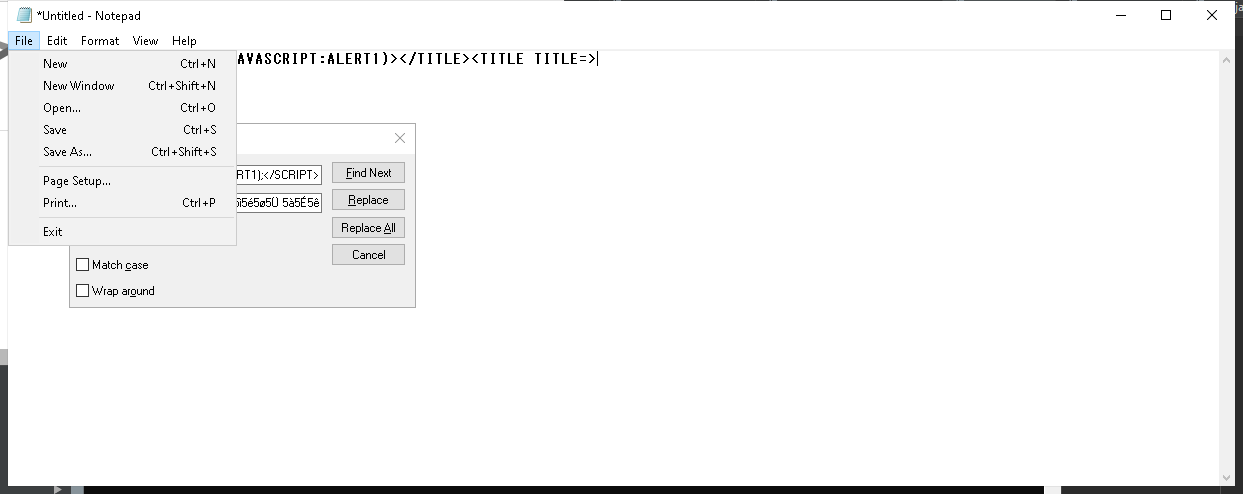 *Untitled - Notepad
File Edit Format View Help
AVASCRIPT:ALERT1)></TITLE><TITLE TITLE=>
New Ctrl+N
New Window Ctrl+Shift+N
Open... Ctrl+O
Save Ctrl+S
Save As... Ctrl+Shift+S
Page Setup...
Print... Ctrl+P
Exit
RT1);</SCRIPT> Find Next
5é5ø5Ü 5à5É5ê Replace
Replace All
Cancel
Match case
Wrap around